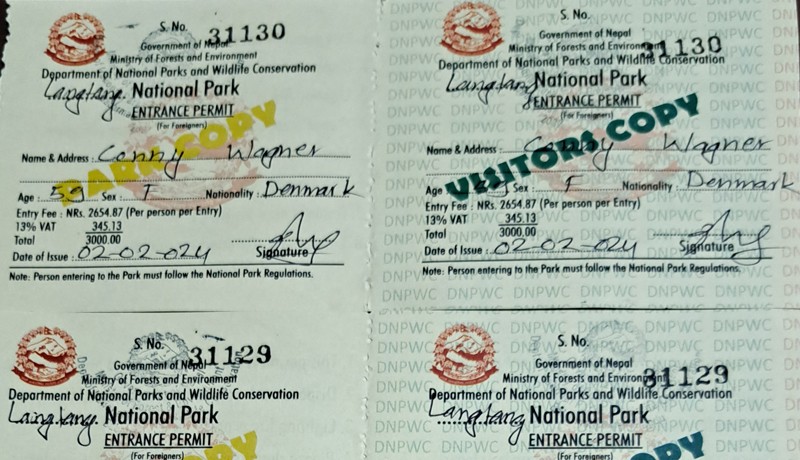 S. No. 31130
Government of Nepal
Ministry of Forests and Environment
Department of National Parks and Wildlife Conservation
Langtang National Park
ENTRANCE PERMIT
(For Foreigners)
PARK COPY
Name & Address : Conny Wagner
Age : 59 Sex : F Nationality : Denmark
Entry Fee : NRs. 2654.87 (Per person per Entry)
13% VAT 345.13
Total 3000.00
Date of Issue : 02-02-024 Signature
Note: Person entering to the Park must follow the National Park Regulations.
S. No. 31130
Government of Nepal
Ministry of Forests and Environment
Department of National Parks and Wildlife Conservation
Langtang National Park
ENTRANCE PERMIT
(For Foreigners)
VISITORS COPY
Name & Address : Conny Wagner
Age : 59 Sex : F Nationality : Denmark
Entry Fee : NRs. 2654.87 (Per person per Entry)
13% VAT 345.13
Total 3000.00
Date of Issue : 02-02-024 Signature
Note: Person entering to the Park must follow the National Park Regulations.
S. No. 31129
Government of Nepal
Ministry of Forests and Environment
Department of National Parks and Wildlife Conservation
Langtang National Park
ENTRANCE PERMIT
(For Foreigners)
S. No. 31129
Government of Nepal
Ministry of Forests and Environment
Department of National Parks and Wildlife Conservation
Langtang National Park
ENTRANCE PERMIT
(For Foreigners)
COPY